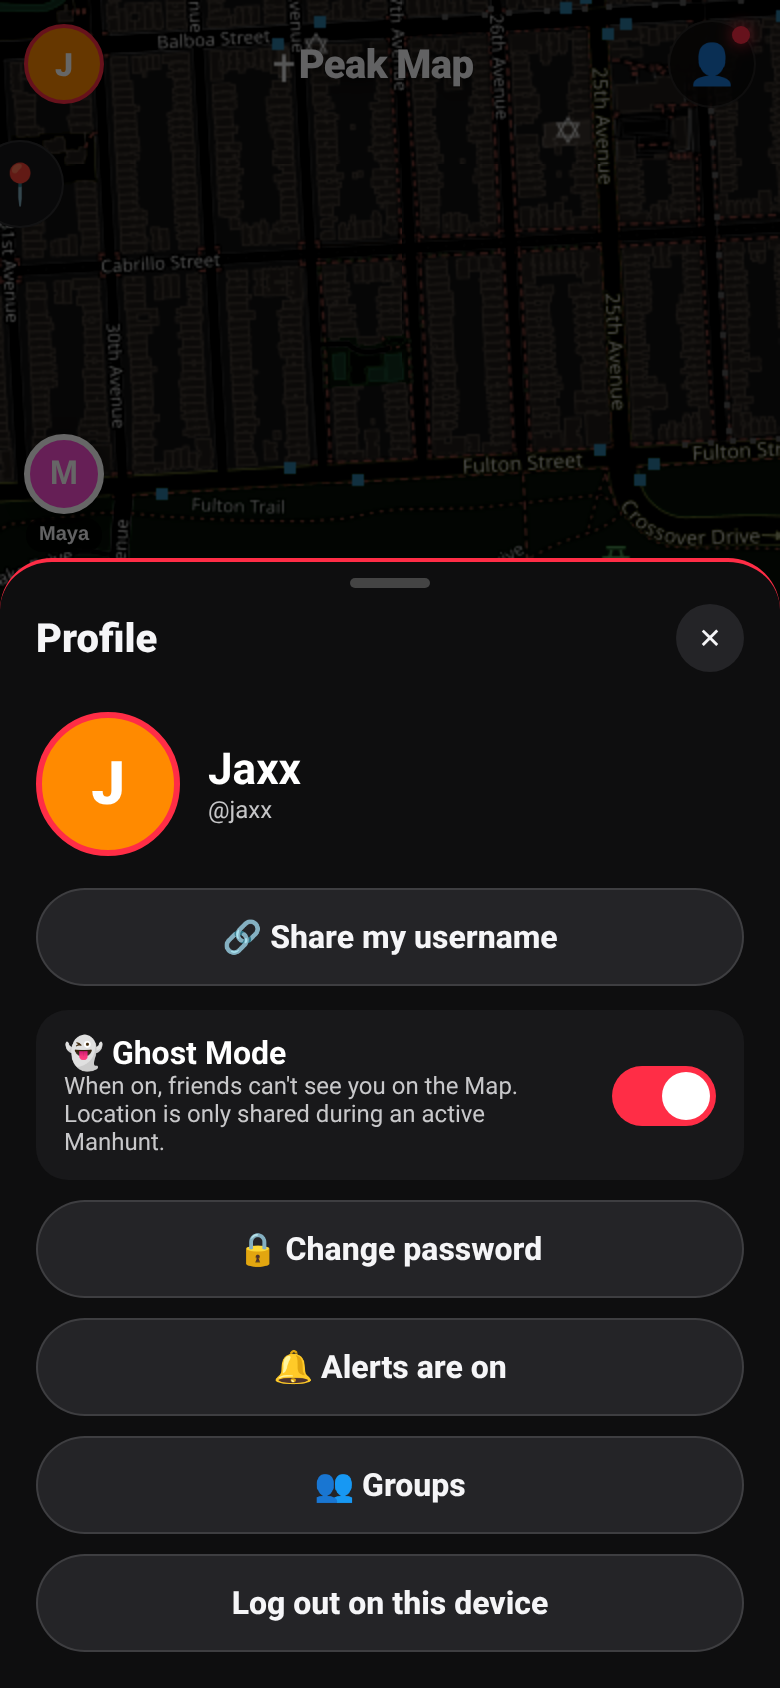 Balboa Street
J
Peak Map
26th Avenue
25th Avenue
Cabrillo Street
30th Avenue
25th Avenue
M
Maya
Fulton Street
Fulton Trail
Crossover Drive
Profile
✕
J
Jaxx
@jaxx
🔗 Share my username
👻 Ghost Mode
When on, friends can't see you on the Map.
Location is only shared during an active
Manhunt.
🔒 Change password
🔔 Alerts are on
👥 Groups
Log out on this device